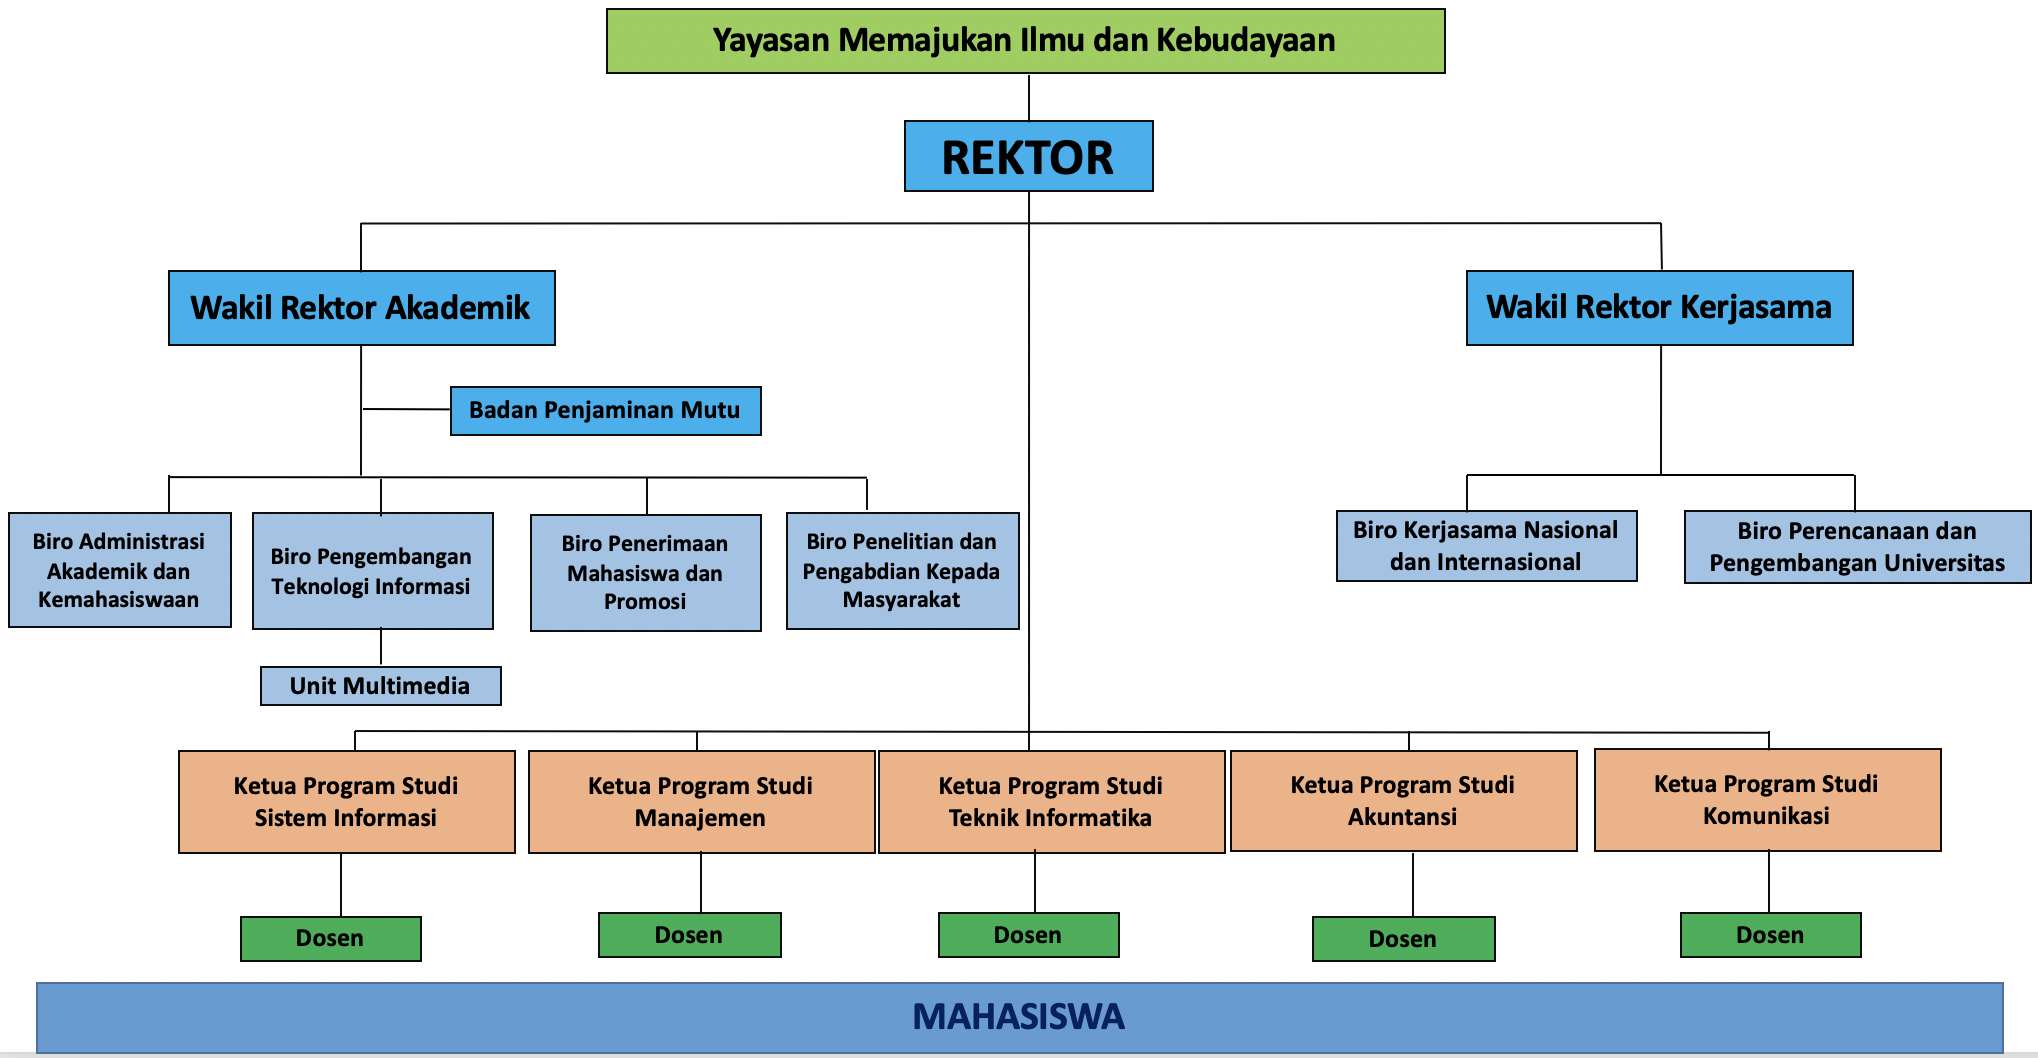 Yayasan Memajukan Ilmu dan Kebudayaan
REKTOR
Wakil Rektor Akademik
Wakil Rektor Kerjasama
Badan Penjaminan Mutu
Biro Administrasi
Akademik dan
Kemahasiswaan
Biro Pengembangan
Teknologi Informasi
Biro Penerimaan
Mahasiswa dan
Promosi
Biro Penelitian dan
Pengabdian Kepada
Masyarakat
Biro Kerjasama Nasional
dan Internasional
Biro Perencanaan dan
Pengembangan Universitas
Unit Multimedia
Ketua Program Studi
Sistem Informasi
Ketua Program Studi
Manajemen
Ketua Program Studi
Teknik Informatika
Ketua Program Studi
Akuntansi
Ketua Program Studi
Komunikasi
Dosen
Dosen
Dosen
Dosen
Dosen
MAHASISWA